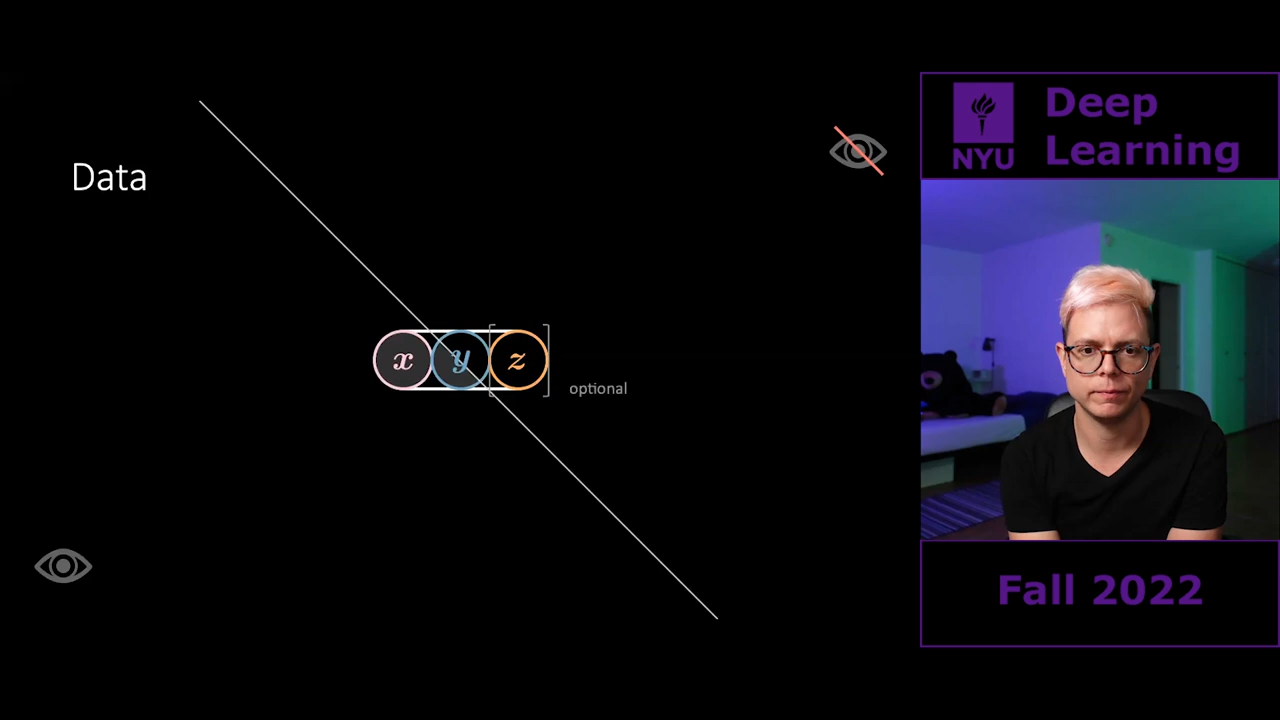 Data
x y z
optional
NYU
Deep
Learning
Fall 2022